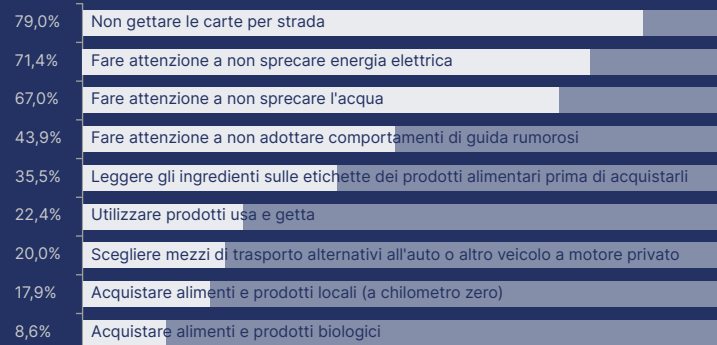 79,0% Non gettare le carte per strada
71,4% Fare attenzione a non sprecare energia elettrica
67,0% Fare attenzione a non sprecare l'acqua
43,9% Fare attenzione a non adottare comportamenti di guida rumorosi
35,5% Leggere gli ingredienti sulle etichette dei prodotti alimentari prima di acquistarli
22,4% Utilizzare prodotti usa e getta
20,0% Scegliere mezzi di trasporto alternativi all'auto o altro veicolo a motore privato
17,9% Acquistare alimenti e prodotti locali (a chilometro zero)
8,6% Acquistare alimenti e prodotti biologici